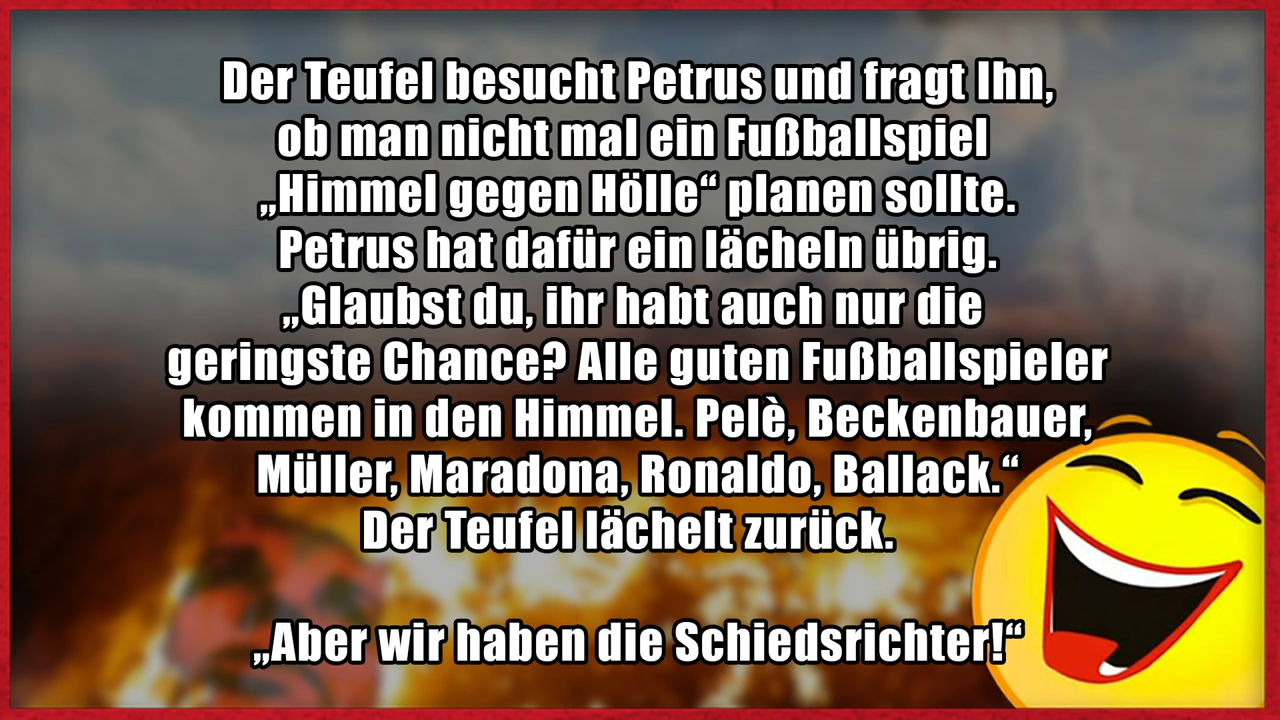 Der Teufel besucht Petrus und fragt Ihn,
ob man nicht mal ein Fußballspiel
„Himmel gegen Hölle“ planen sollte.
Petrus hat dafür ein lächeln übrig.
„Glaubst du, ihr habt auch nur die
geringste Chance? Alle guten Fußballspieler
kommen in den Himmel. Pelè, Beckenbauer,
Müller, Maradona, Ronaldo, Ballack.“
Der Teufel lächelt zurück.
„Aber wir haben die Schiedsrichter!“